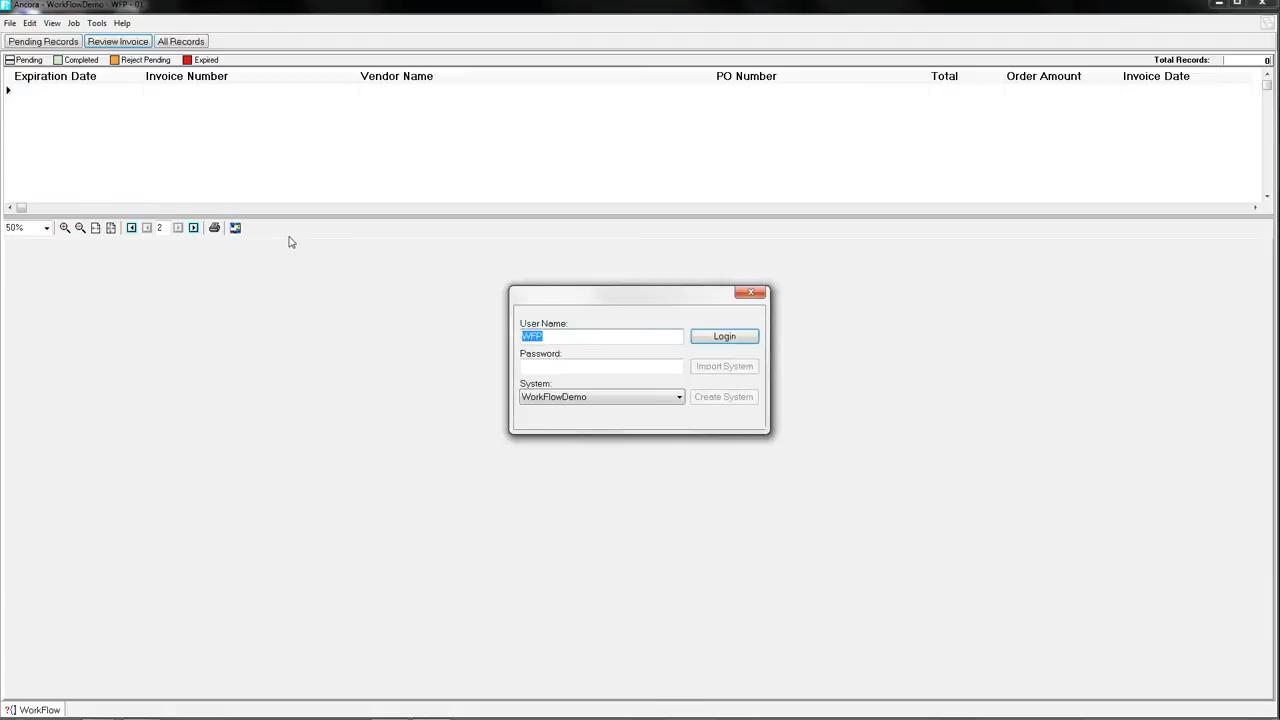 Ancora - WorkFlowDemo - WFP - 01
File Edit View Job Tools Help
Pending Records Review Invoice All Records
Pending Completed Reject Pending Expired Total Records: 0
Expiration Date Invoice Number Vendor Name PO Number Total Order Amount Invoice Date
50% 2
User Name:
WFP Login
Password:
Import System
System:
WorkFlowDemo Create System
WorkFlow